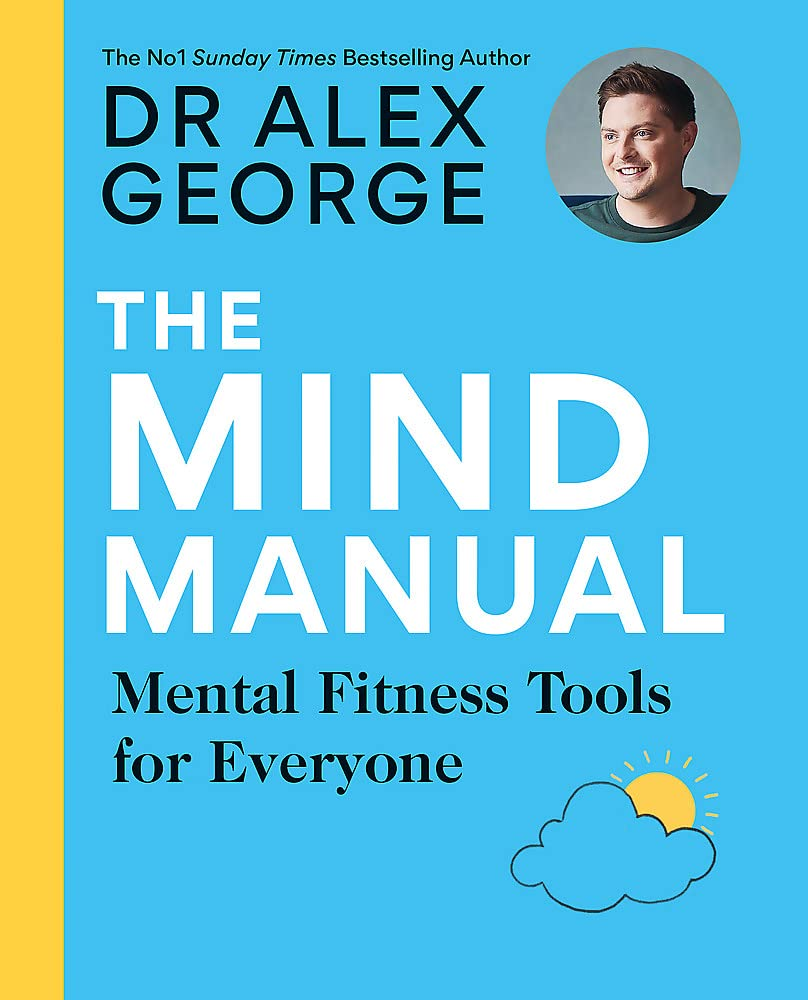 The No1 Sunday Times Bestselling Author
DR ALEX
GEORGE
THE
MIND
MANUAL
Mental Fitness Tools
for Everyone